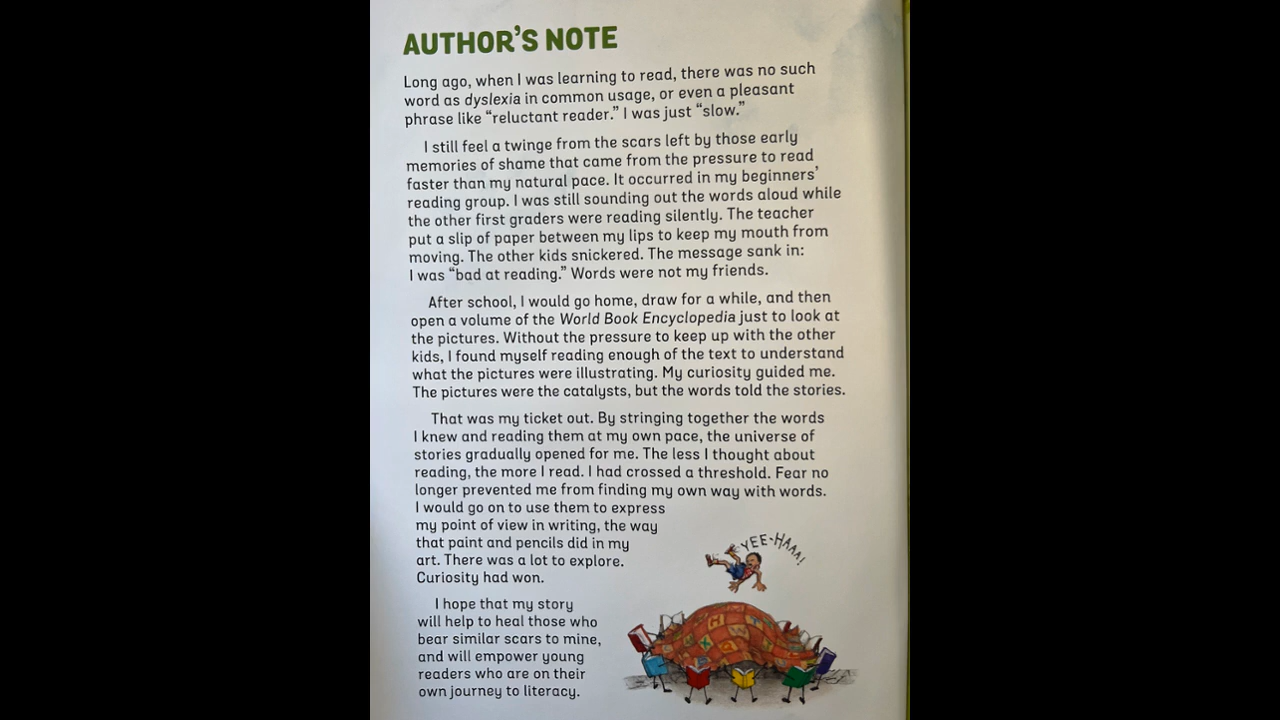 AUTHOR'S NOTE
Long ago, when I was learning to read, there was no such
word as dyslexia in common usage, or even a pleasant
phrase like “reluctant reader.” I was just “slow.”
I still feel a twinge from the scars left by those early
memories of shame that came from the pressure to read
faster than my natural pace. It occurred in my beginners’
reading group. I was still sounding out the words aloud while
the other first graders were reading silently. The teacher
put a slip of paper between my lips to keep my mouth from
moving. The other kids snickered. The message sank in:
I was “bad at reading.” Words were not my friends.
After school, I would go home, draw for a while, and then
open a volume of the World Book Encyclopedia just to look at
the pictures. Without the pressure to keep up with the other
kids, I found myself reading enough of the text to understand
what the pictures were illustrating. My curiosity guided me.
The pictures were the catalysts, but the words told the stories.
That was my ticket out. By stringing together the words
I knew and reading them at my own pace, the universe of
stories gradually opened for me. The less I thought about
reading, the more I read. I had crossed a threshold. Fear no
longer prevented me from finding my own way with words.
I would go on to use them to express
my point of view in writing, the way
that paint and pencils did in my
art. There was a lot to explore.
Curiosity had won.
YEE-HAAA!
I hope that my story
will help to heal those who
bear similar scars to mine,
and will empower young
readers who are on their
own journey to literacy.